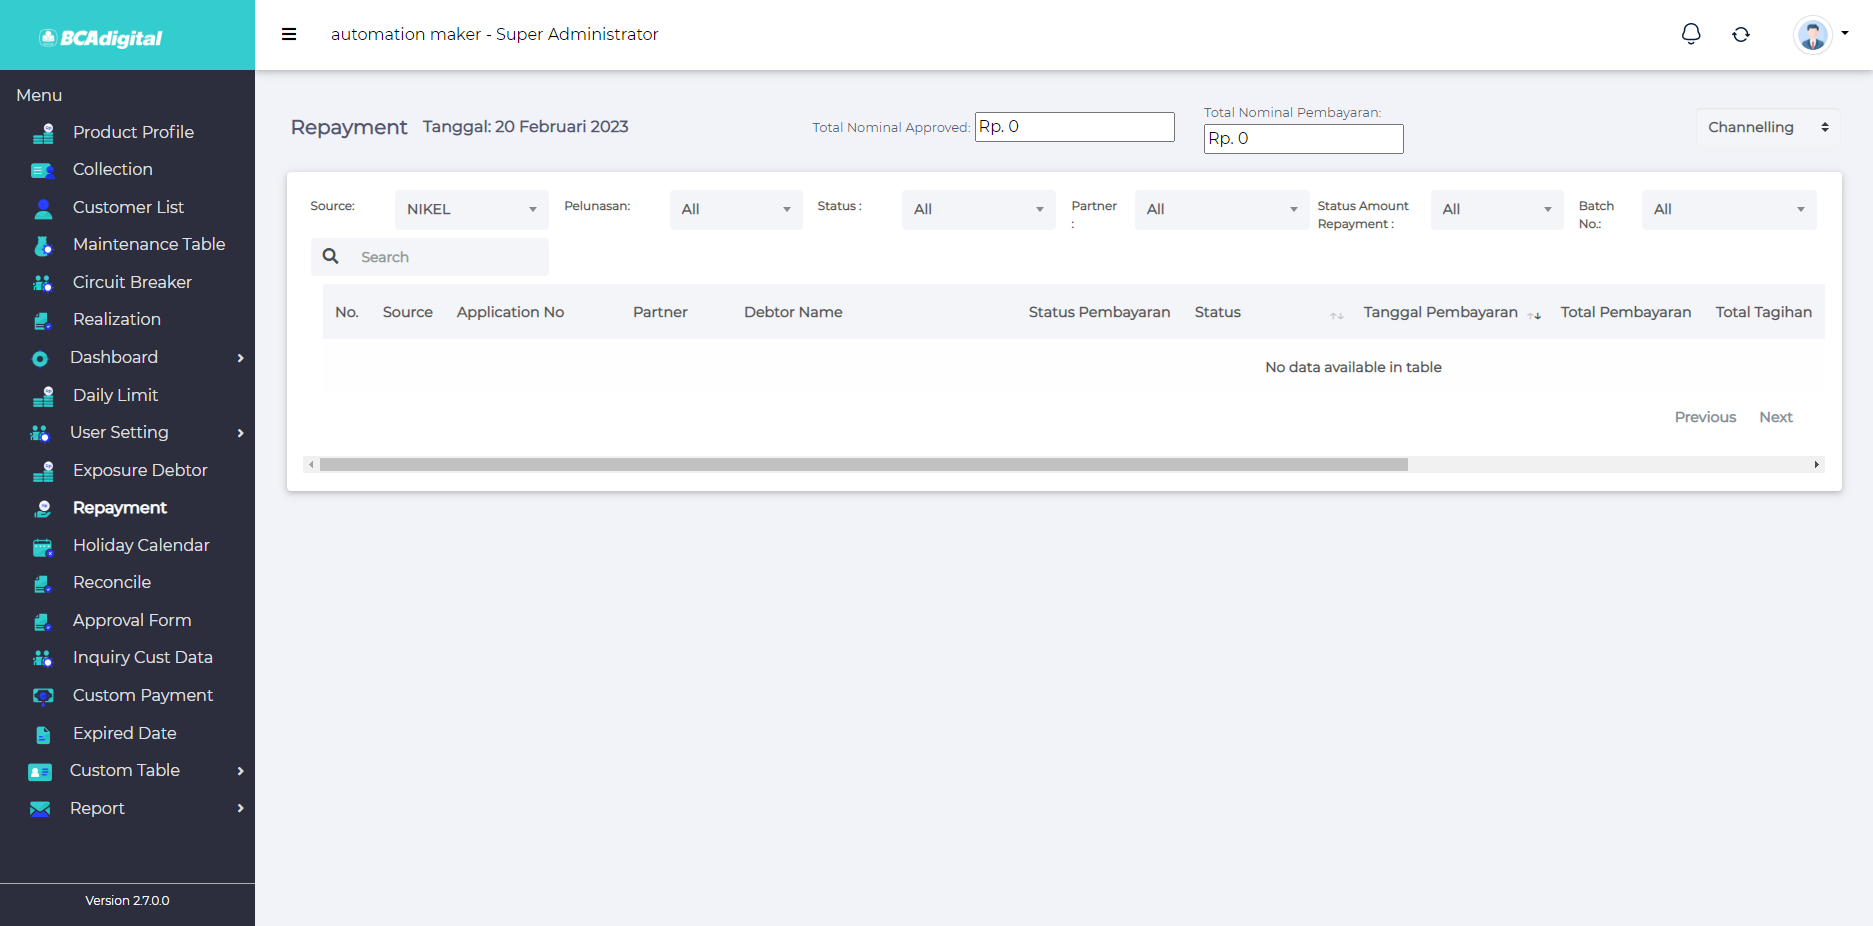 BCAdigital
automation maker - Super Administrator
Menu
Product Profile
Collection
Customer List
Maintenance Table
Circuit Breaker
Realization
Dashboard
Daily Limit
User Setting
Exposure Debtor
Repayment
Holiday Calendar
Reconcile
Approval Form
Inquiry Cust Data
Custom Payment
Expired Date
Custom Table
Report
Version 2.7.0.0
Repayment Tanggal: 20 Februari 2023
Total Nominal Approved: Rp. 0
Total Nominal Pembayaran:
Rp. 0
Channelling
Source: NIKEL
Pelunasan: All
Status : All
Partner
: All
Status Amount
Repayment : All
Batch
No.: All
Search
No. Source Application No Partner Debtor Name Status Pembayaran Status Tanggal Pembayaran Total Pembayaran Total Tagihan
No data available in table
Previous Next